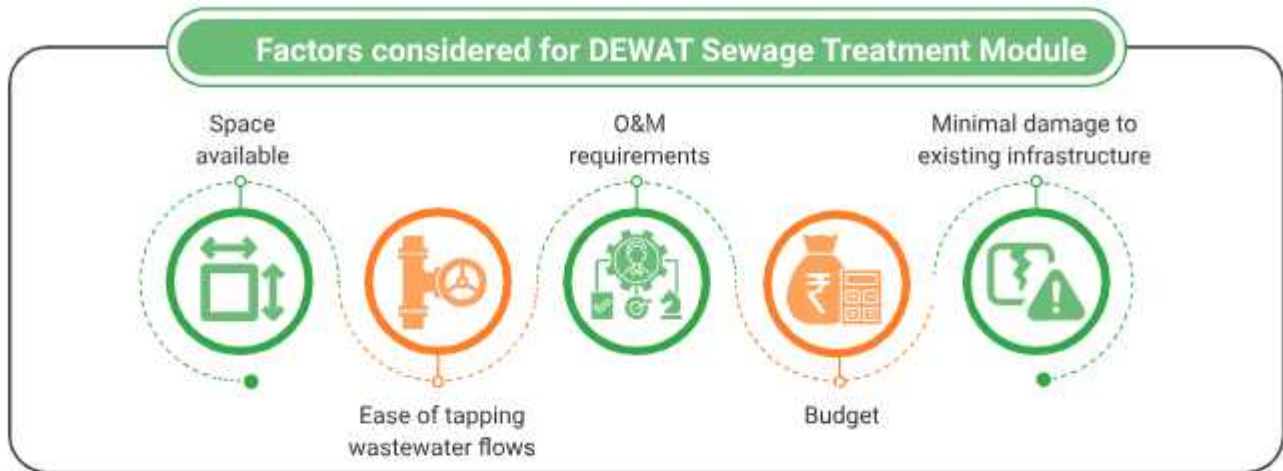 Factors considered for DEWAT Sewage Treatment Module
Space
available
O&M
requirements
Minimal damage to
existing infrastructure
₹
Ease of tapping
wastewater flows
Budget